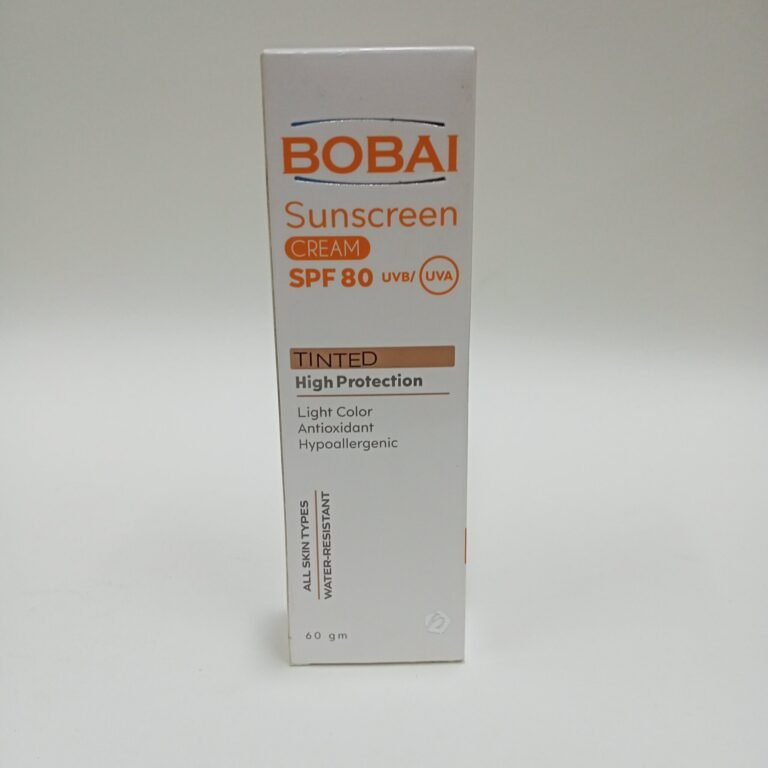 BOBAI
Sunscreen
CREAM
SPF 80 UVB/ UVA
TINTED
High Protection
Light Color
Antioxidant
Hypoallergenic
ALL SKIN TYPES
WATER-RESISTANT
60 gm